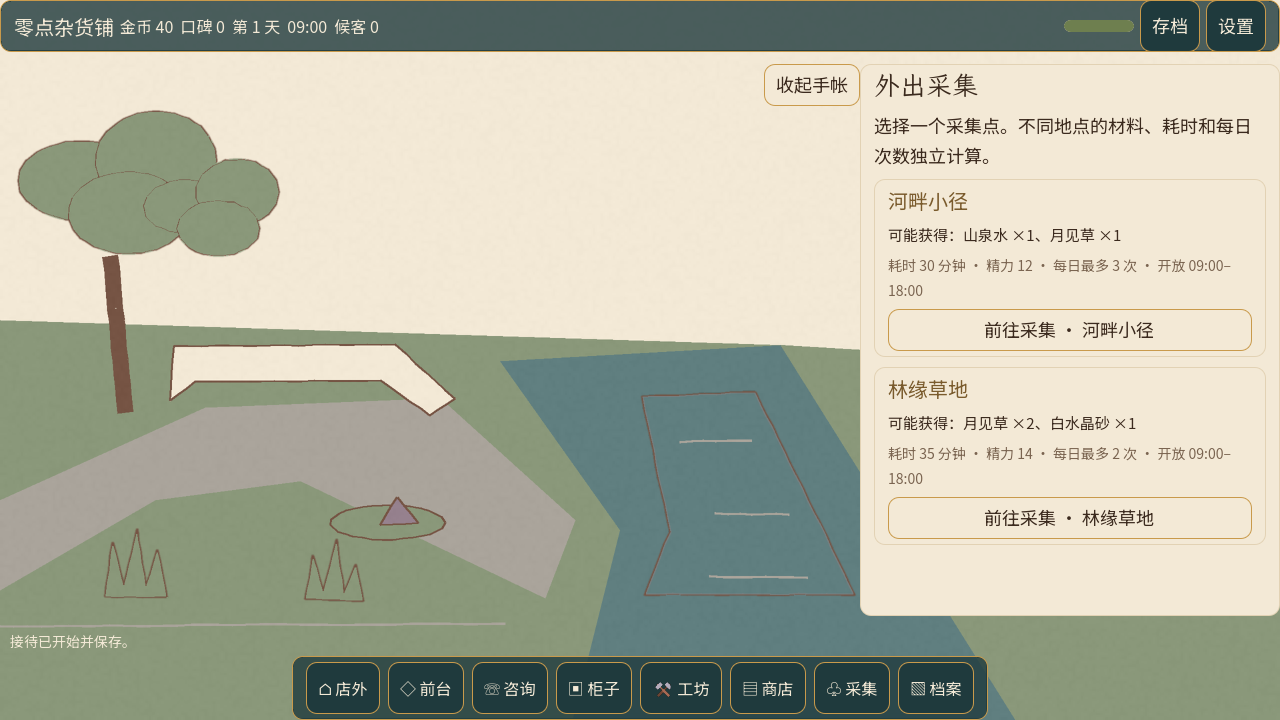 零点杂货铺 金币 40 口碑 0 第 1 天 09:00 候客 0 存档 设置
收起手帐
外出采集
选择一个采集点。不同地点的材料、耗时和每日
次数独立计算。
河畔小径
可能获得：山泉水 ×1、月见草 ×1
耗时 30 分钟 · 精力 12 · 每日最多 3 次 · 开放 09:00–
18:00
前往采集 · 河畔小径
林缘草地
可能获得：月见草 ×2、白水晶砂 ×1
耗时 35 分钟 · 精力 14 · 每日最多 2 次 · 开放 09:00–
18:00
前往采集 · 林缘草地
接待已开始并保存。
店外 前台 咨询 柜子 工坊 商店 采集 档案